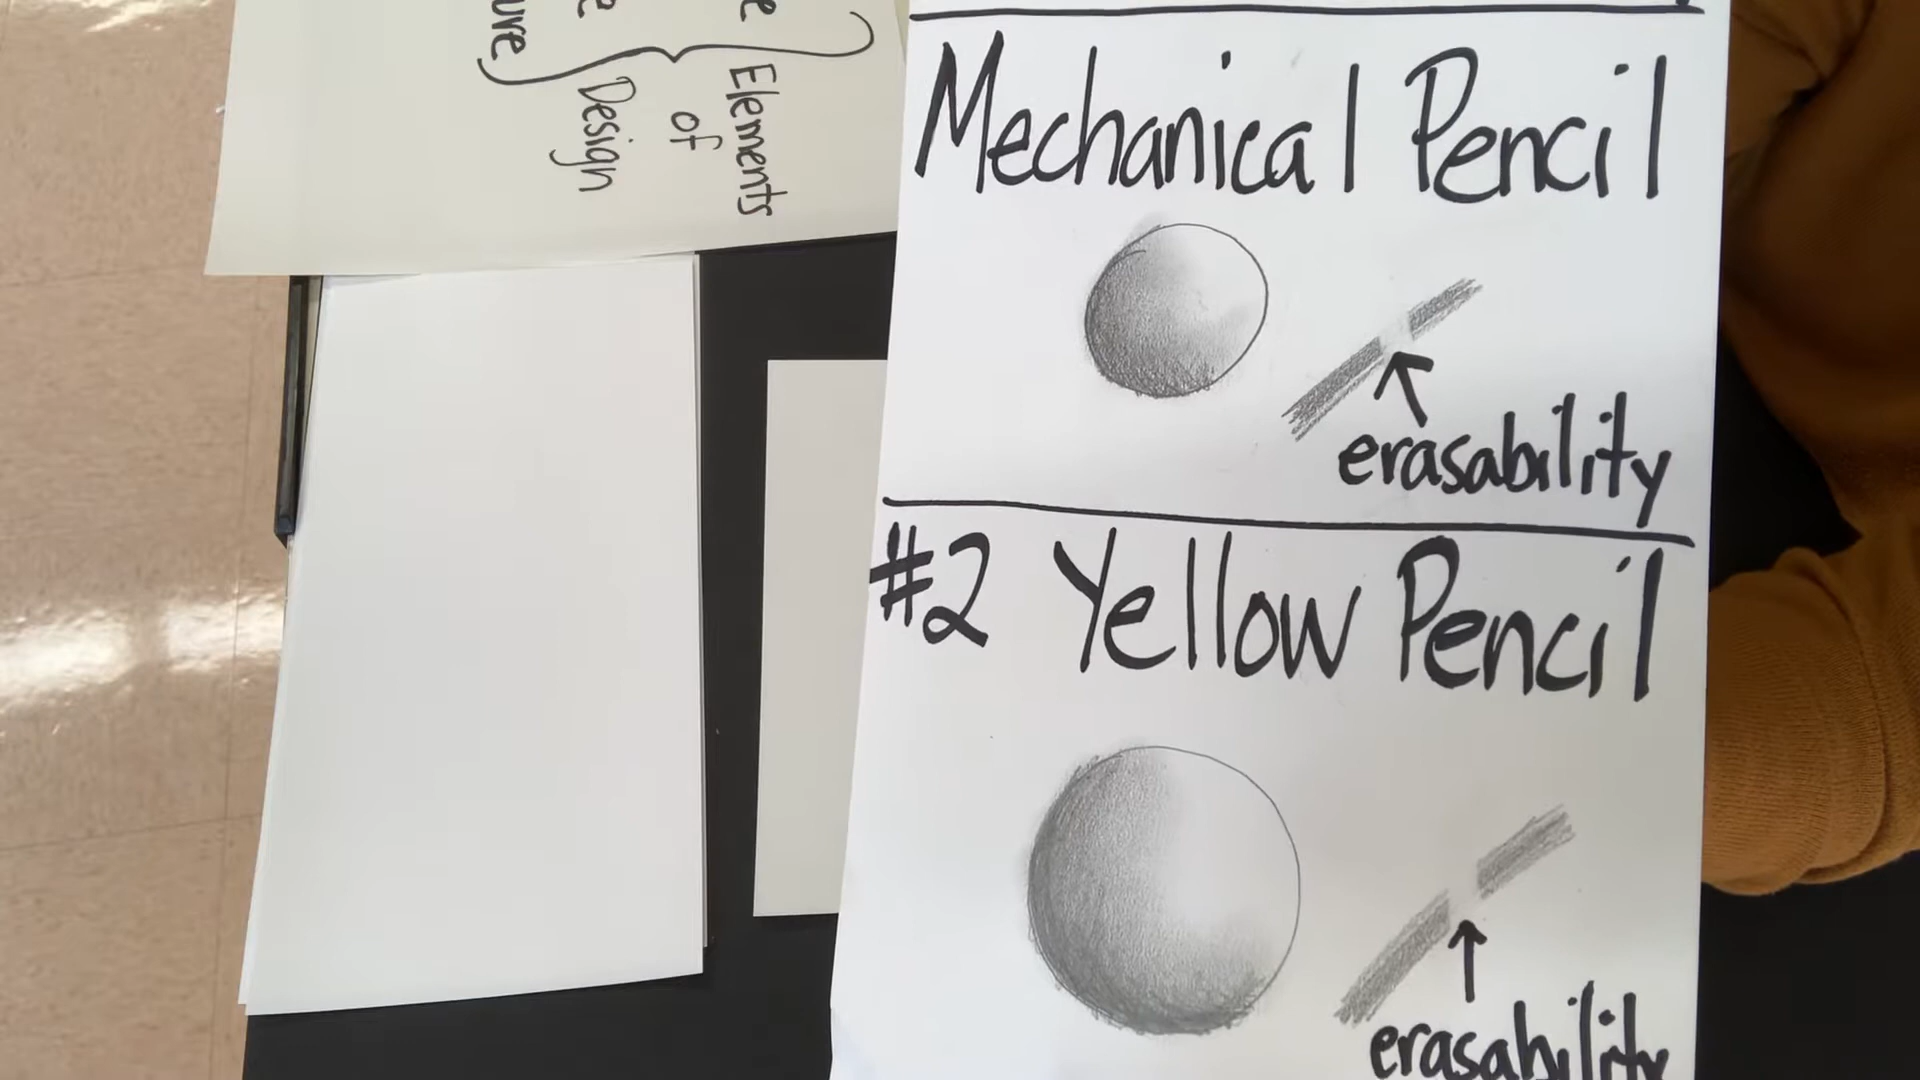 Elements
of
Design
Mechanical Pencil
erasability
#2 Yellow Pencil
erasability